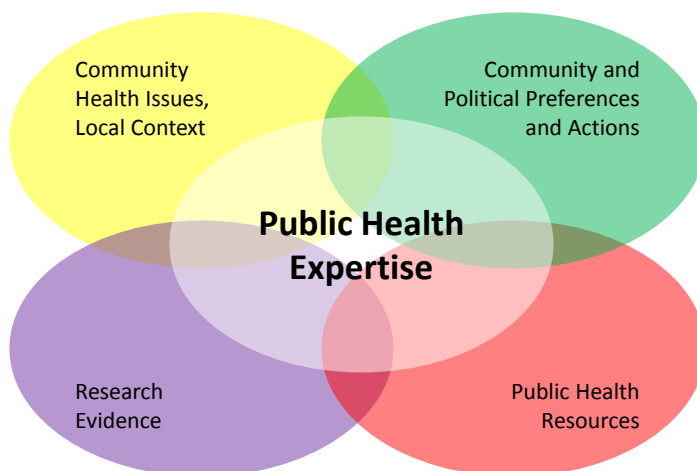 Community
Health Issues,
Local Context
Community and
Political Preferences
and Actions
Public Health
Expertise
Research
Evidence
Public Health
Resources